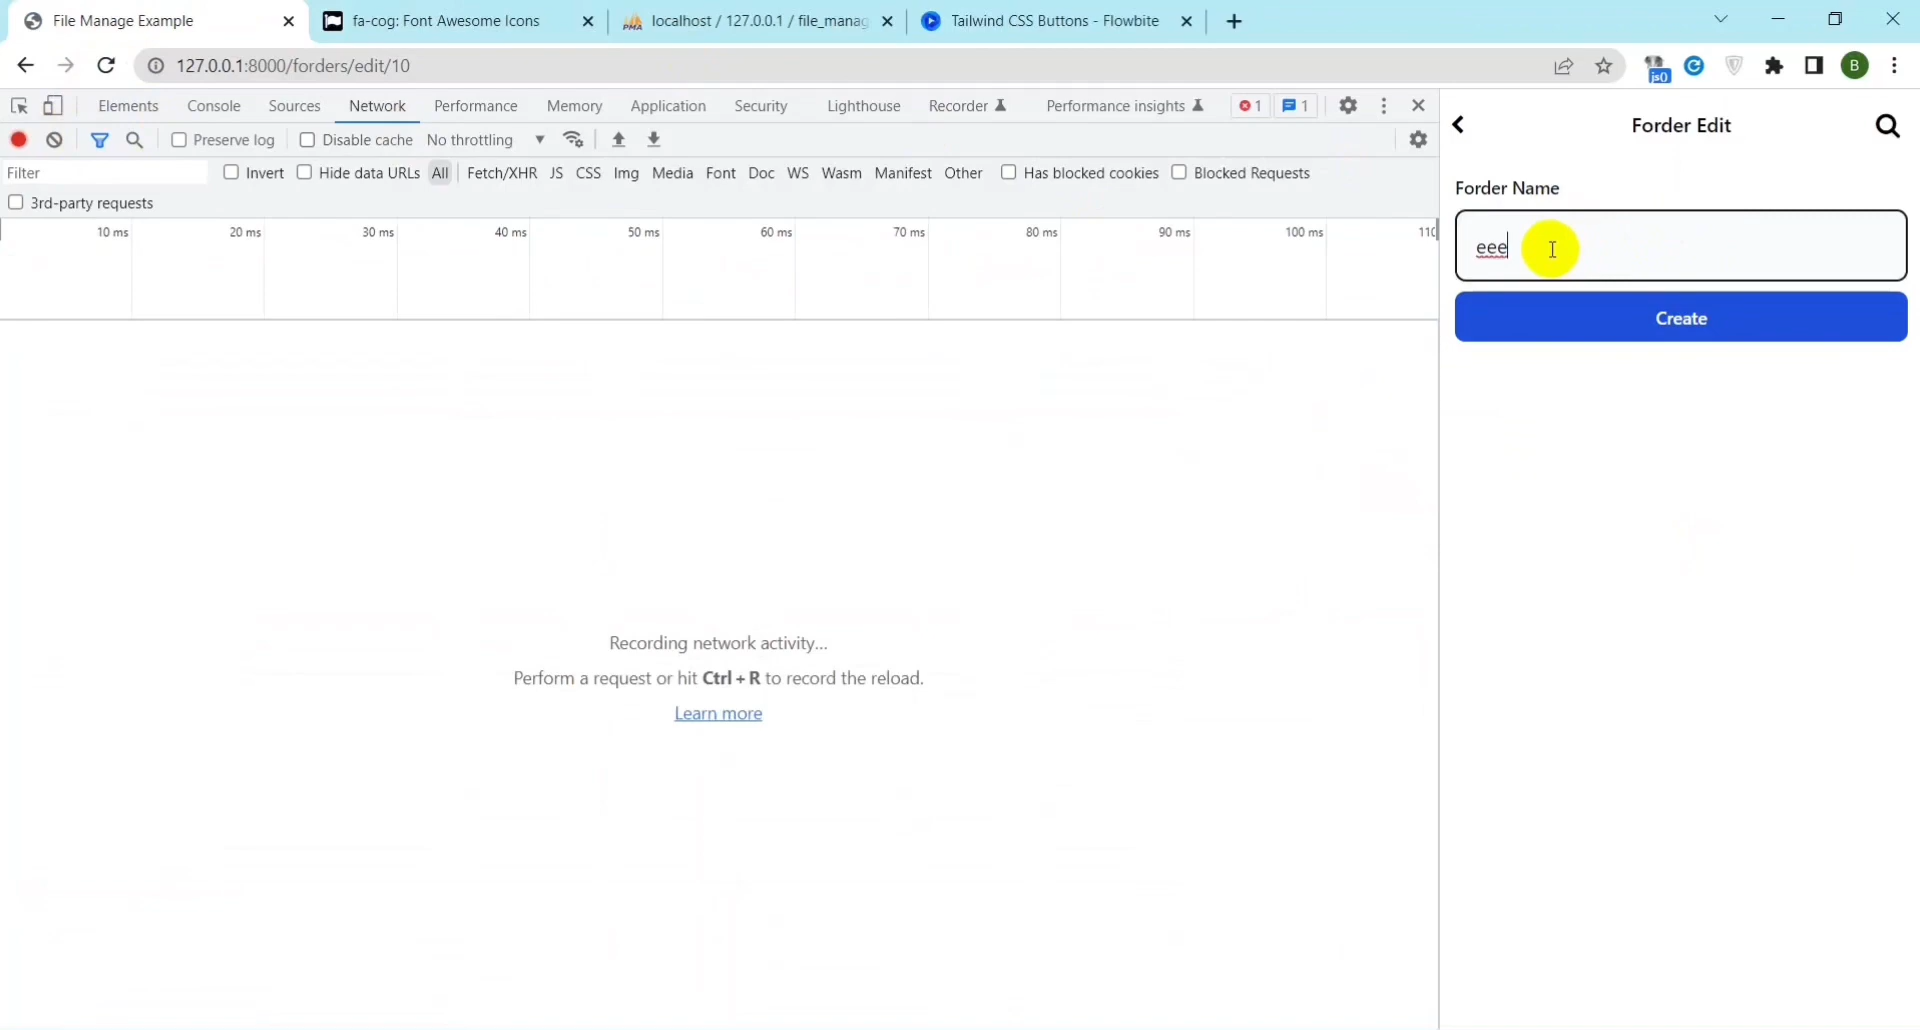 File Manage Example
fa-cog: Font Awesome Icons
PMA
localhost / 127.0.0.1 / file_manag
Tailwind CSS Buttons - Flowbite
127.0.0.1:8000/forders/edit/10
js()
B
Elements Console Sources Network Performance Memory Application Security Lighthouse Recorder Performance insights 1 1
Preserve log Disable cache No throttling
Filter Invert Hide data URLs All Fetch/XHR JS CSS Img Media Font Doc WS Wasm Manifest Other Has blocked cookies Blocked Requests
3rd-party requests
10 ms 20 ms 30 ms 40 ms 50 ms 60 ms 70 ms 80 ms 90 ms 100 ms 110
Recording network activity...
Perform a request or hit Ctrl + R to record the reload.
Learn more
Forder Edit
Forder Name
eee
Create